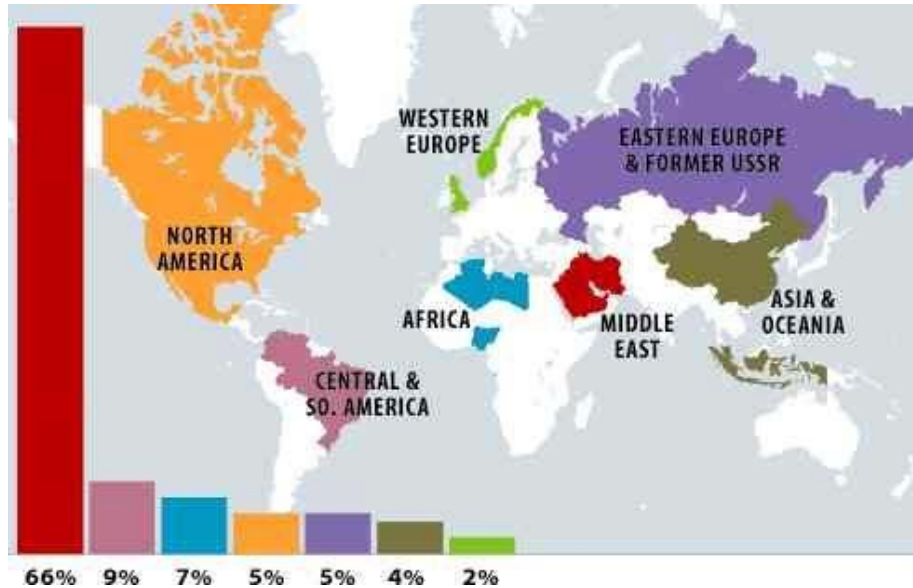 WESTERN
EUROPE
EASTERN EUROPE
& FORMER USSR
NORTH
AMERICA
AFRICA
MIDDLE
EAST
ASIA &
OCEANIA
CENTRAL &
SO. AMERICA
66% 9% 7% 5% 5% 4% 2%